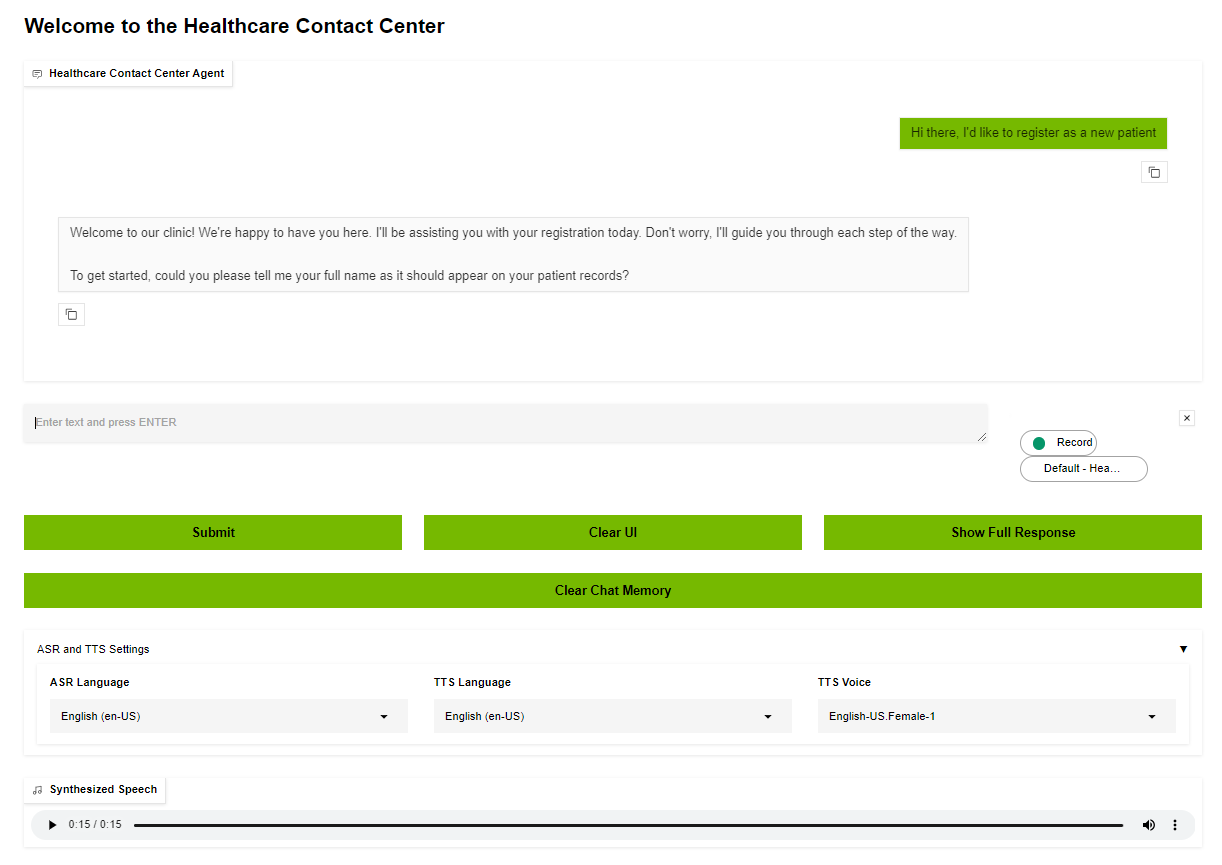 Welcome to the Healthcare Contact Center
Healthcare Contact Center Agent
Hi there, I'd like to register as a new patient
Welcome to our clinic! We're happy to have you here. I'll be assisting you with your registration today. Don't worry, I'll guide you through each step of the way.
To get started, could you please tell me your full name as it should appear on your patient records?
Enter text and press ENTER
Record
Default - Hea...
Submit
Clear UI
Show Full Response
Clear Chat Memory
ASR and TTS Settings
ASR Language
TTS Language
TTS Voice
English (en-US)
English (en-US)
English-US.Female-1
Synthesized Speech
0:15 / 0:15